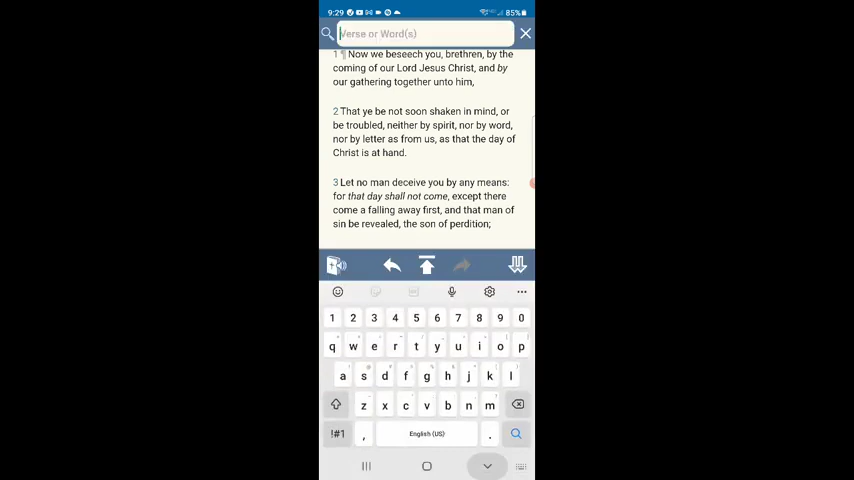 9:29
85%
Verse or Word(s)
1 ¶ Now we beseech you, brethren, by the
coming of our Lord Jesus Christ, and by
our gathering together unto him,
2 That ye be not soon shaken in mind, or
be troubled, neither by spirit, nor by word,
nor by letter as from us, as that the day of
Christ is at hand.
3 Let no man deceive you by any means:
for that day shall not come, except there
come a falling away first, and that man of
sin be revealed, the son of perdition;
1 2 3 4 5 6 7 8 9 0
q w e r t y u i o p
a s d f g h j k l
z x c v b n m
!#1 , English (US) .